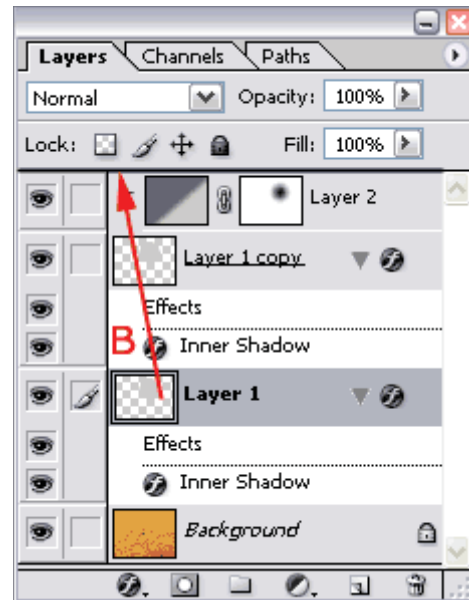 Layers Channels Paths
Normal Opacity: 100%
Lock: Fill: 100%
Layer 2
Layer 1 copy
Effects
B Inner Shadow
Layer 1
Effects
Inner Shadow
Background